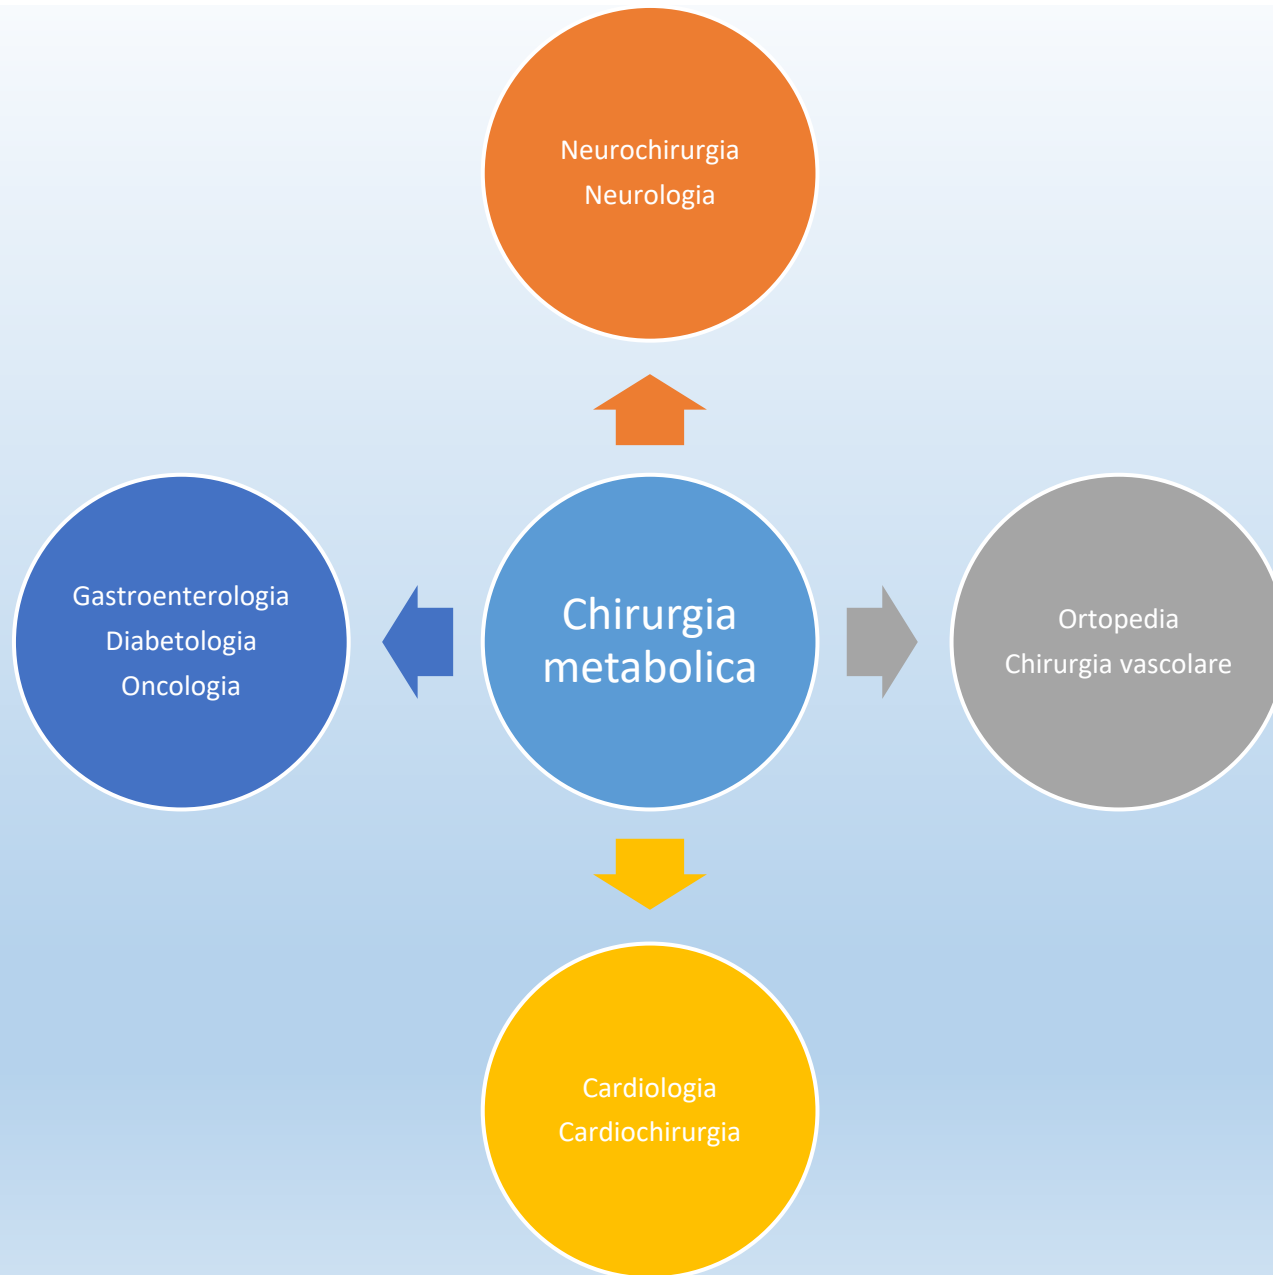 Neurochirurgia
Neurologia
Gastroenterologia
Diabetologia
Oncologia
Chirurgia
metabolica
Ortopedia
Chirurgia vascolare
Cardiologia
Cardiochirurgia